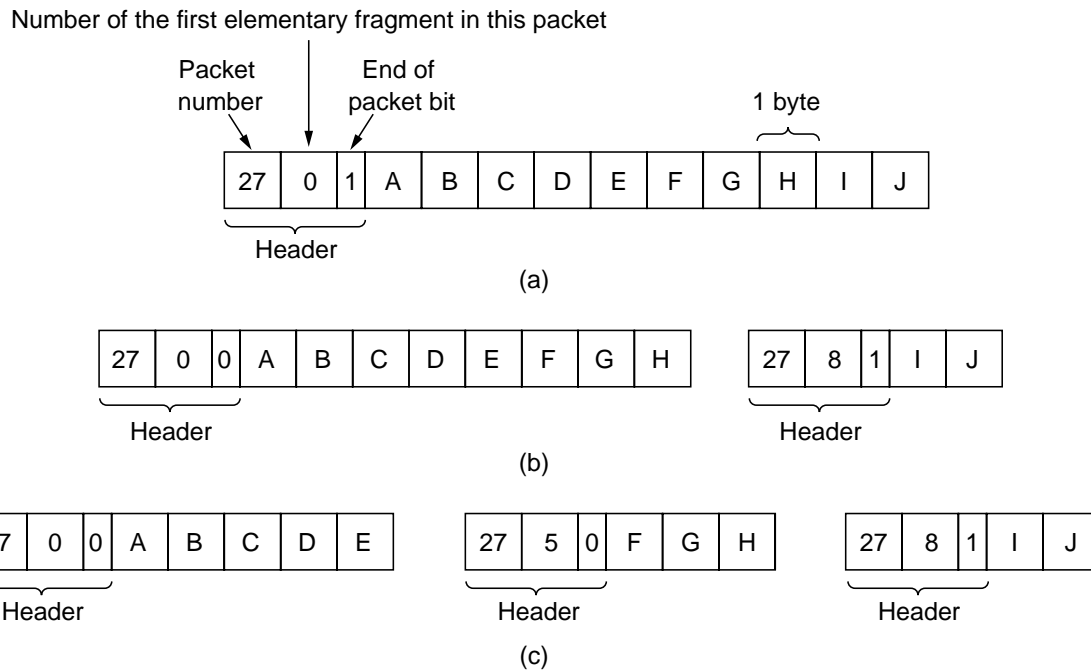 Number of the first elementary fragment in this packet
Packet
number
End of
packet bit
1 byte
27 0 1 A B C D E F G H I J
Header
(a)
27 0 0 A B C D E F G H
27 8 1 I J
Header
Header
(b)
7 0 0 A B C D E
27 5 0 F G H
27 8 1 I J
Header
Header
Header
(c)